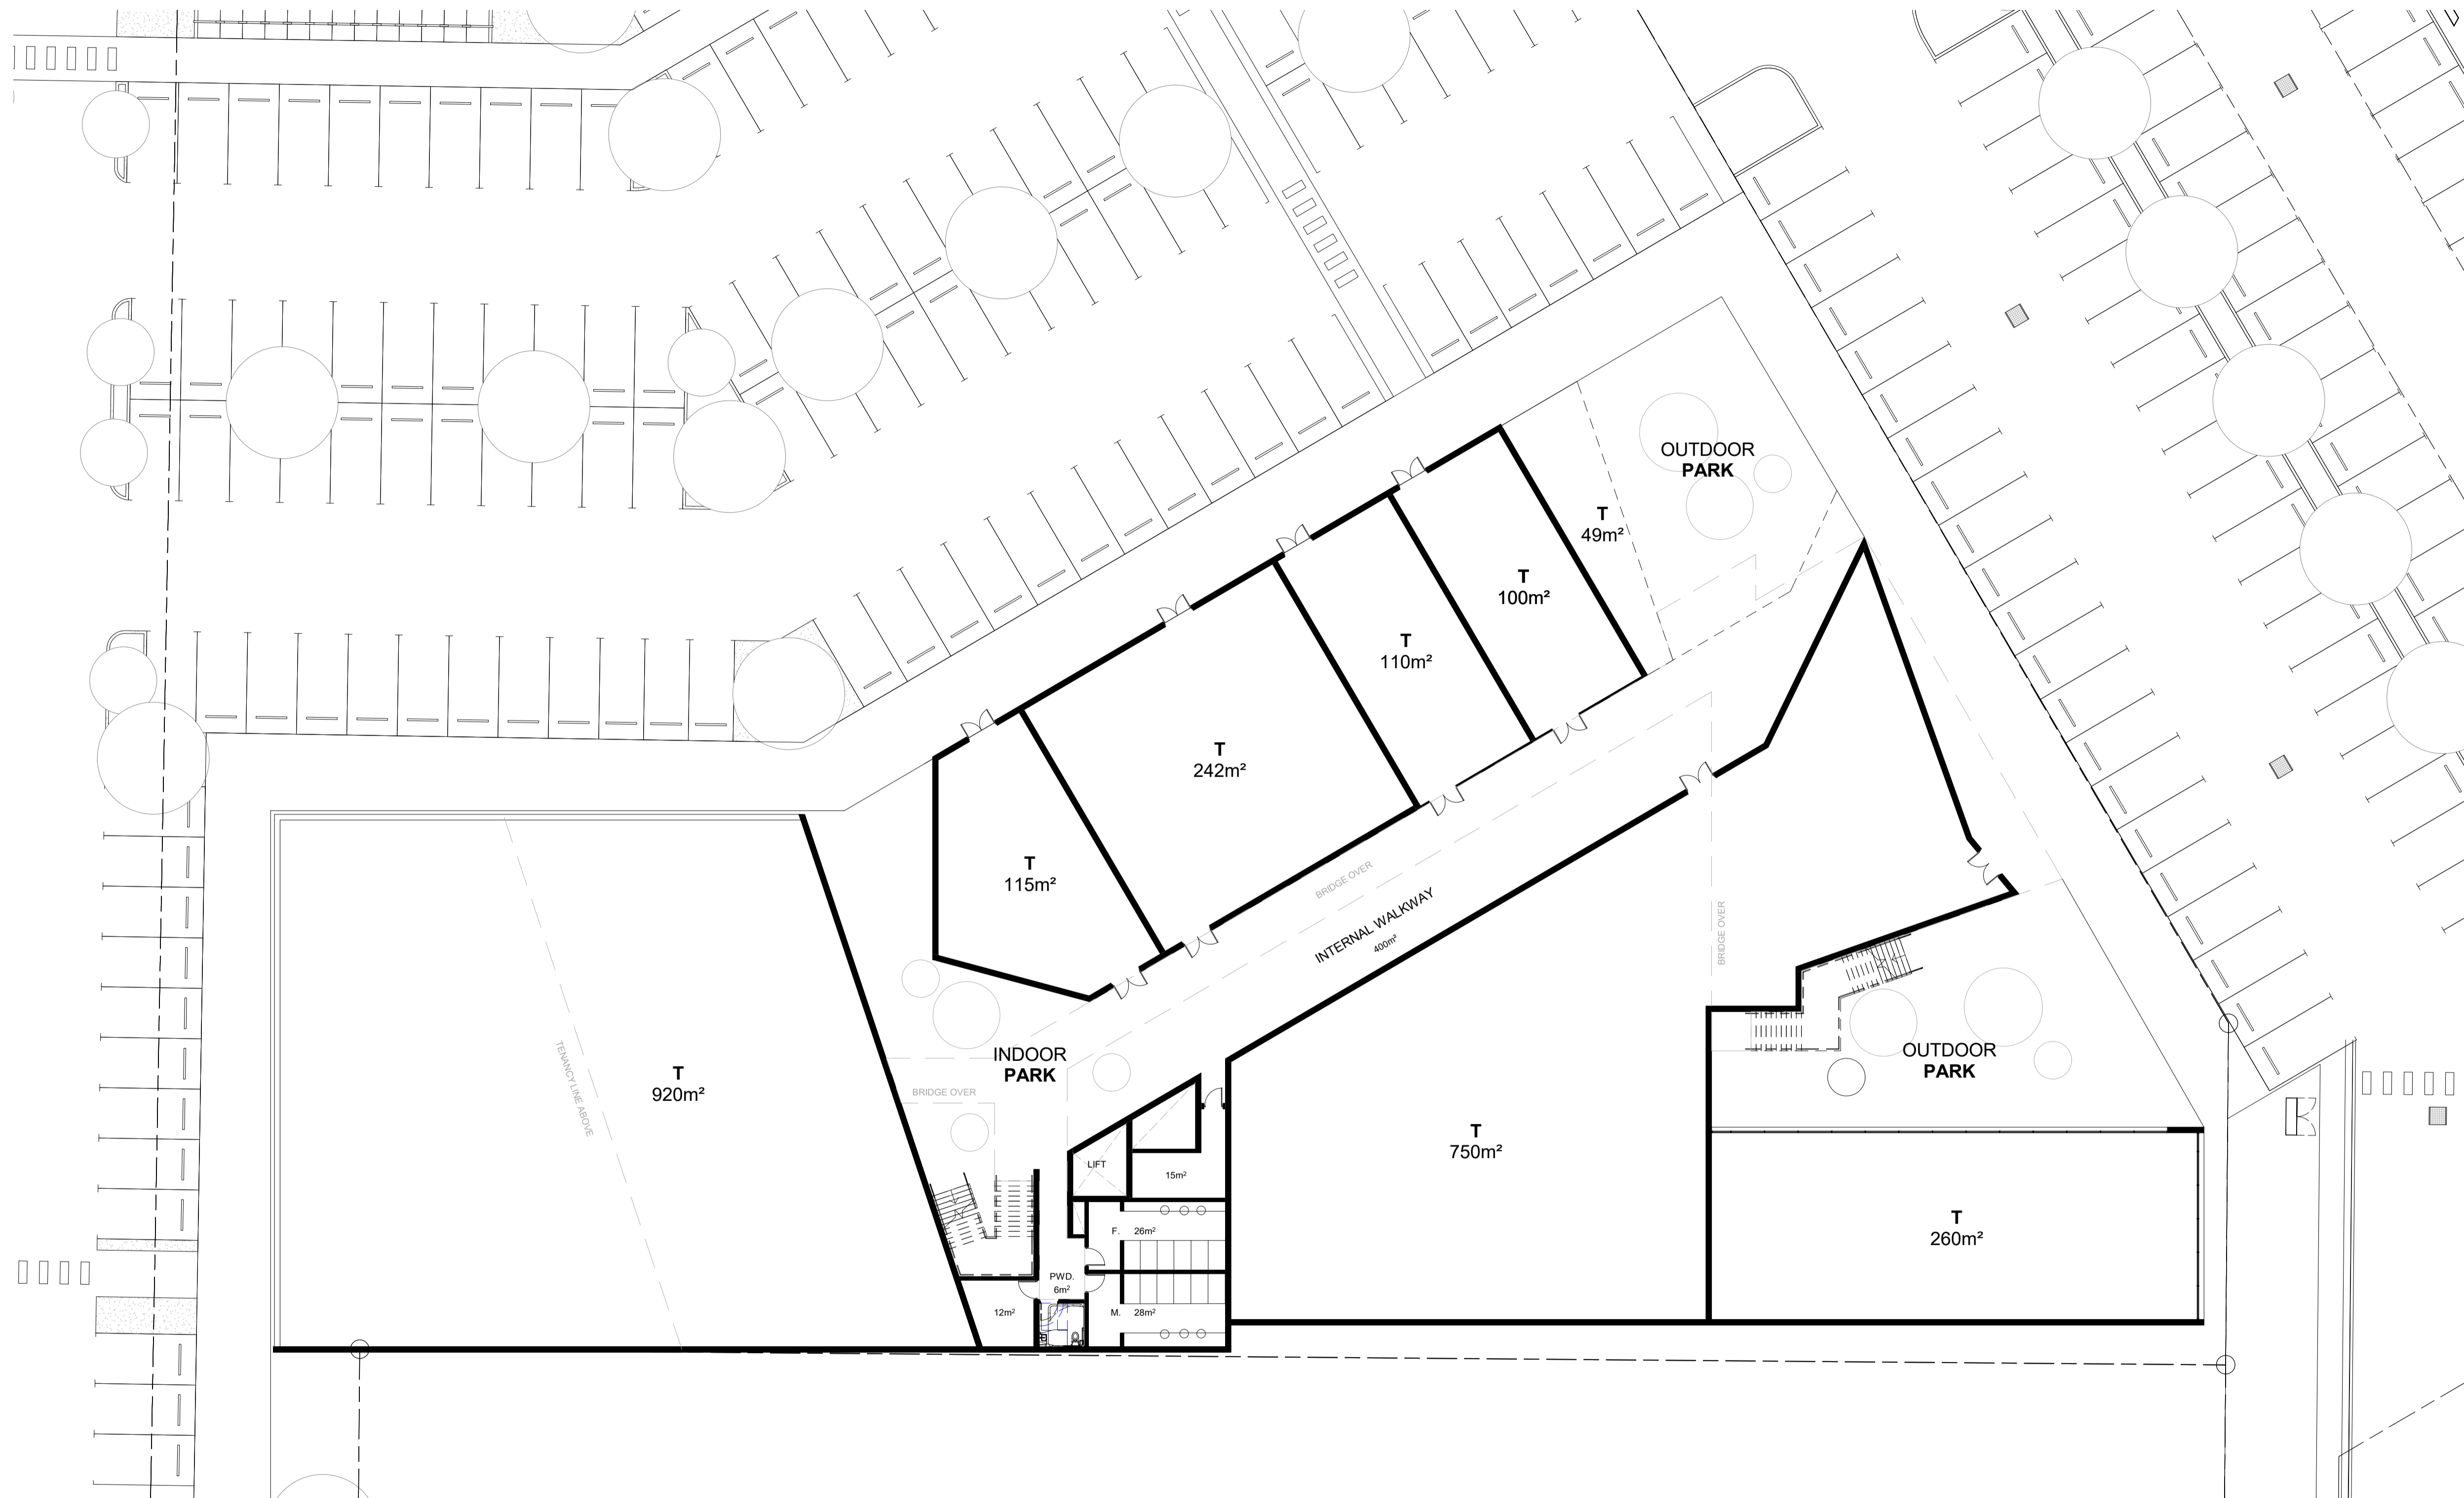 OUTDOOR
PARK
T
49m²
T
100m²
T
110m²
T
242m²
T
115m²
BRIDGE OVER
INTERNAL WALKWAY
400m²
BRIDGE OVER
INDOOR
PARK
BRIDGE OVER
TENANCY LINE ABOVE
T
920m²
OUTDOOR
PARK
T
750m²
LIFT
15m²
T
260m²
F. 26m²
PWD.
6m²
12m²
M. 28m²